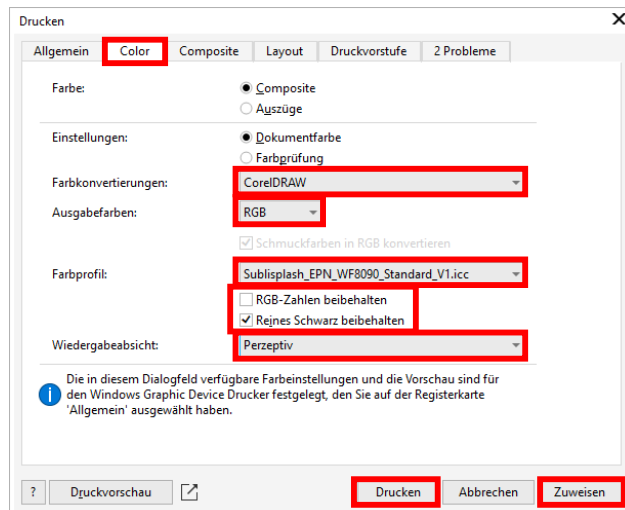 Drucken
Allgemein Color Composite Layout Druckvorstufe 2 Probleme
Farbe: Composite
Auszüge
Einstellungen: Dokumentfarbe
Farbprüfung
Farbkonvertierungen: CorelDRAW
Ausgabefarben: RGB
Schmuckfarben in RGB konvertieren
Farbprofil: Sublisplash_EPN_WF8090_Standard_V1.icc
RGB-Zahlen beibehalten
Reines Schwarz beibehalten
Wiedergabeabsicht: Perzeptiv
Die in diesem Dialogfeld verfügbare Farbeinstellungen und die Vorschau sind für
den Windows Graphic Device Drucker festgelegt, den Sie auf der Registerkarte
'Allgemein' ausgewählt haben.
? Druckvorschau Drucken Abbrechen Zuweisen